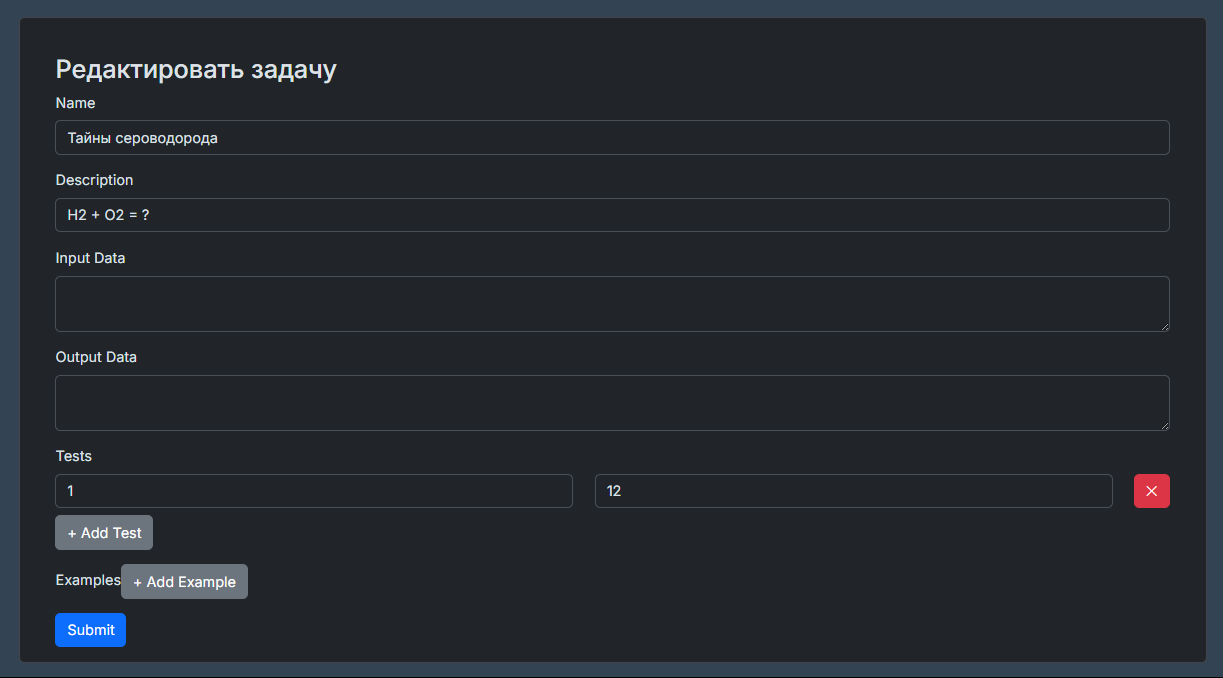 Редактировать задачу
Name
Тайны сероводорода
Description
H2 + O2 = ?
Input Data
Output Data
Tests
1 12
+ Add Test
Examples + Add Example
Submit